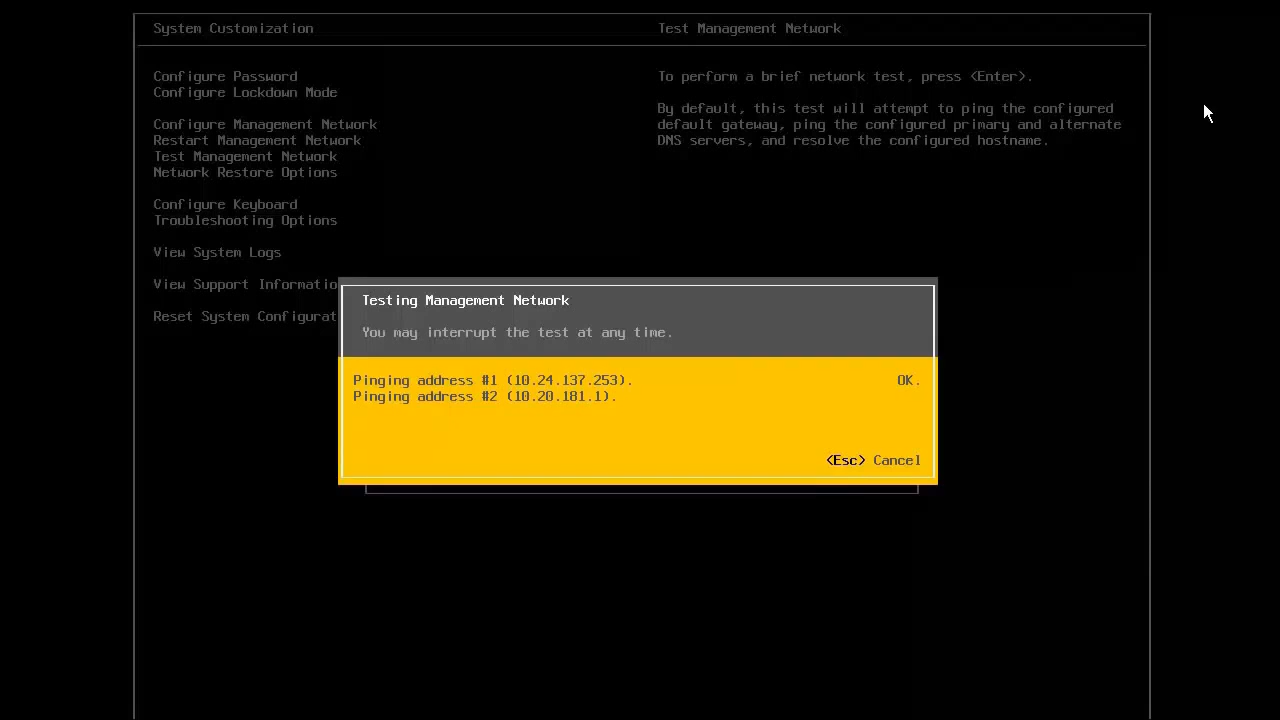 System Customization
Test Management Network
Configure Password
Configure Lockdown Mode
Configure Management Network
Restart Management Network
Test Management Network
Network Restore Options
Configure Keyboard
Troubleshooting Options
View System Logs
View Support Informatio
Reset System Configurat
To perform a brief network test, press <Enter>.
By default, this test will attempt to ping the configured
default gateway, ping the configured primary and alternate
DNS servers, and resolve the configured hostname.
Testing Management Network
You may interrupt the test at any time.
Pinging address #1 (10.24.137.253). OK.
Pinging address #2 (10.20.181.1).
<Esc> Cancel